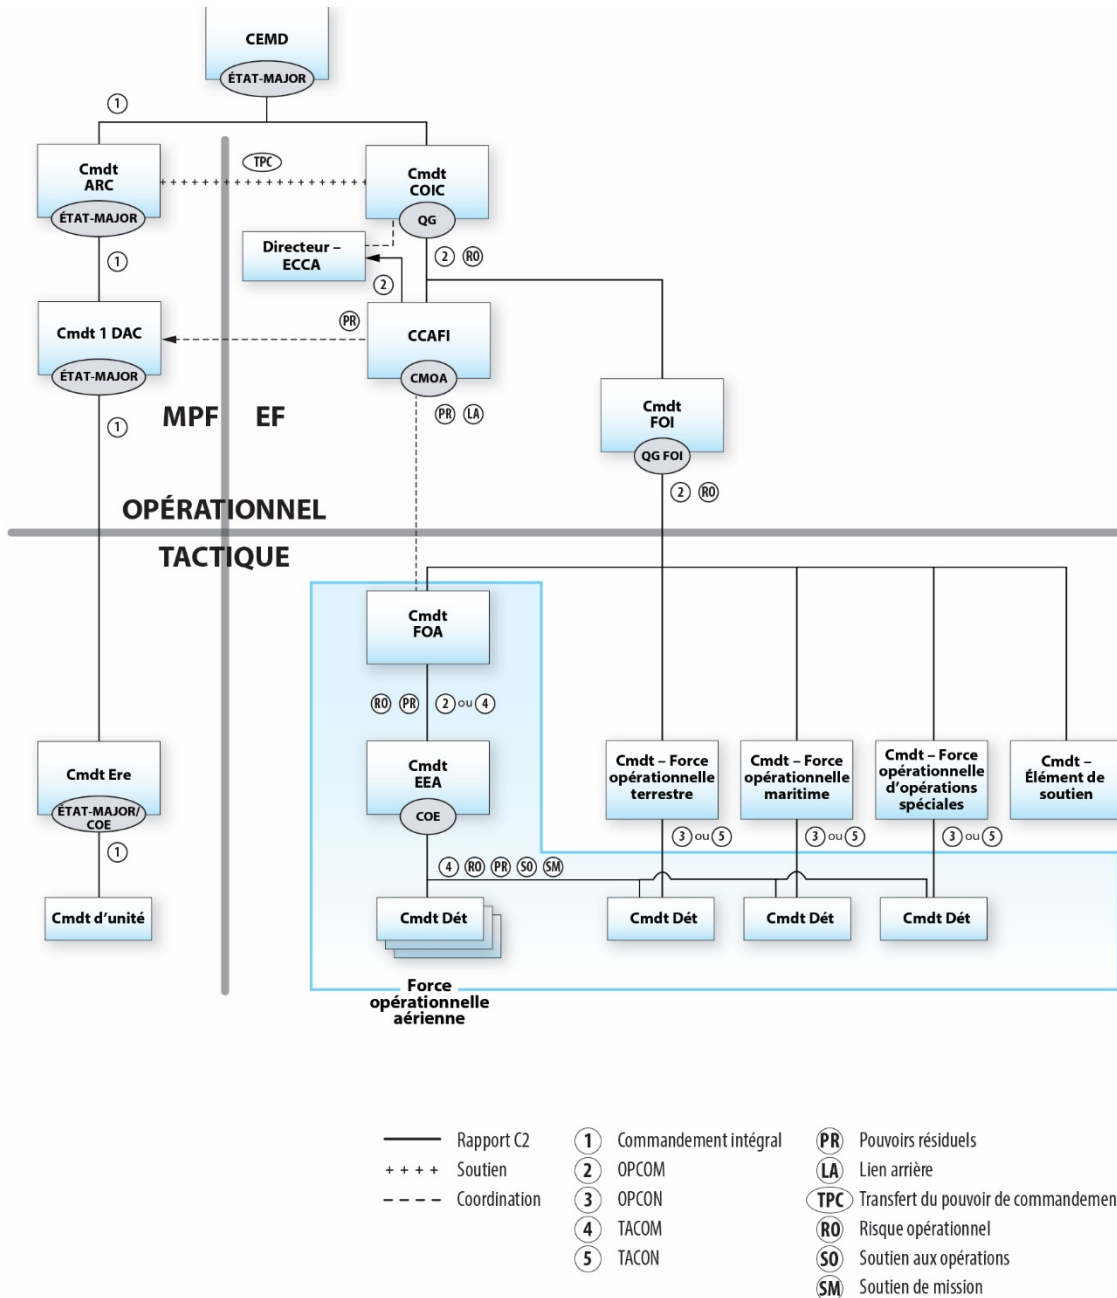 CEMD
ÉTAT-MAJOR
1
Cmdt
ARC
ÉTAT-MAJOR
TPC
Cmdt
COIC
QG
1
Directeur –
ECCA
2 RO
2
Cmdt 1 DAC
ÉTAT-MAJOR
PR
CCAFI
CMOA
1
MPF EF
PR LA
Cmdt
FOI
QG FOI
2 RO
OPÉRATIONNEL
TACTIQUE
Cmdt
FOA
RO PR 2 ou 4
Cmdt Ere
ÉTAT-MAJOR/
COE
1
Cmdt
EEA
COE
Cmdt – Force
opérationnelle
terrestre
Cmdt – Force
opérationnelle
maritime
Cmdt – Force
opérationnelle
d'opérations
spéciales
Cmdt –
Élément de
soutien
3 ou 5
3 ou 5
3 ou 5
4 RO PR SO SM
Cmdt d'unité
Cmdt Dét
Cmdt Dét
Cmdt Dét
Cmdt Dét
Force
opérationnelle
aérienne
Rapport C2
Soutien
Coordination
1 Commandement intégral
2 OPCOM
3 OPCON
4 TACOM
5 TACON
PR Pouvoirs résiduels
LA Lien arrière
TPC Transfert du pouvoir de commandemen
RO Risque opérationnel
SO Soutien aux opérations
SM Soutien de mission